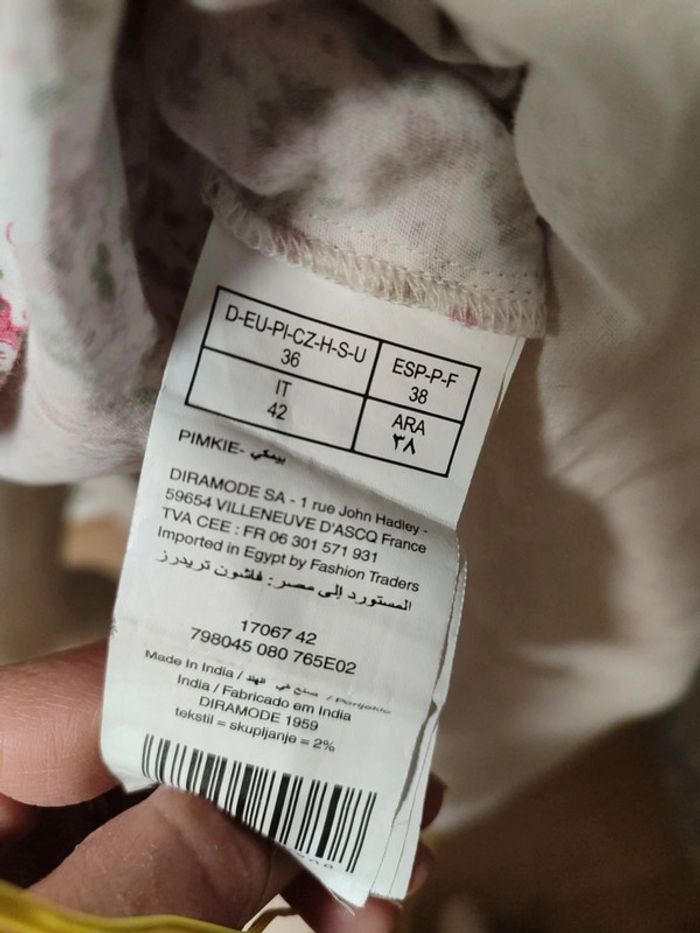 D-EU-PI-CZ-H-S-U
36
ESP-P-F
38
IT
42
ARA
٣٨
PIMKIE- بيمكي
DIRAMODE SA - 1 rue John Hadley -
59654 VILLENEUVE D'ASCQ France
TVA CEE : FR 06 301 571 931
Imported in Egypt by Fashion Traders
المستورد إلى مصر: فاشون تريدرز
17067 42
798045 080 765E02
Made In India / صنع في الهند /
India / Fabricado em India
DIRAMODE 1959
tekstil = skupljanje = 2%